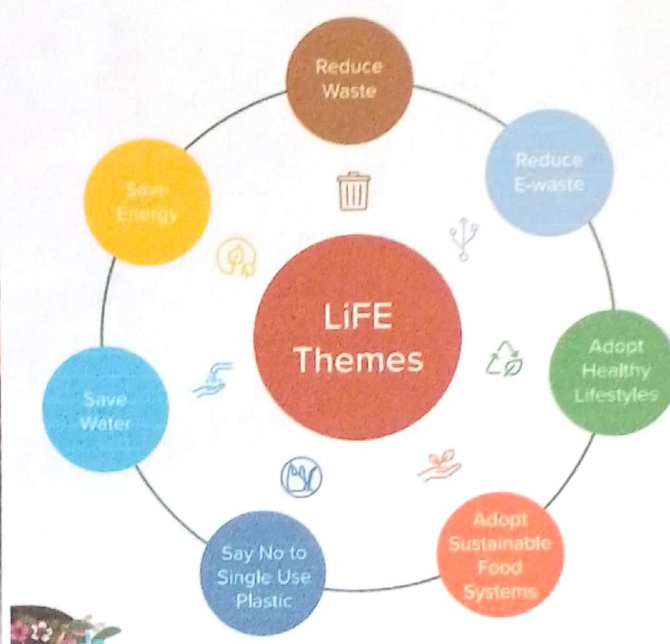 Reduce
Waste
Reduce
E-waste
Adopt
Healthy
Lifestyles
Adopt
Sustainable
Food
Systems
Say No to
Single Use
Plastic
Save
Water
Save
Energy
LiFE
Themes